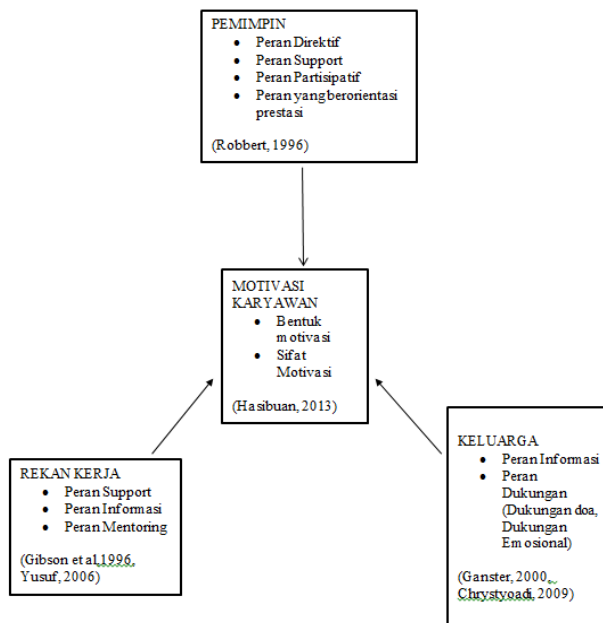 PEMIMPIN
• Peran Direktif
• Peran Support
• Peran Partisipatif
• Peran yang berorientasi
prestasi
(Robbert, 1996)
MOTIVASI
KARYAWAN
• Bentuk
motivasi
• Sifat
Motivasi
(Hasibuan, 2013)
REKAN KERJA
• Peran Support
• Peran Informasi
• Peran Mentoring
(Gibson et al,1996,
Yusuf, 2006)
KELUARGA
• Peran Informasi
• Peran
Dukungan
(Dukungan doa,
Dukungan
Emosional)
(Ganster, 2000,
Chrystyoadi, 2009)